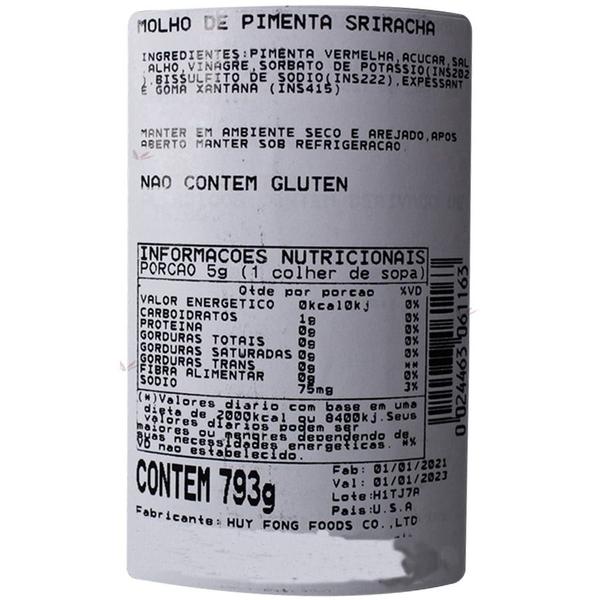 MOLHO DE PIMENTA SRIRACHA
INGREDIENTES:PIMENTA VERMELHA,ACUCAR,SAL
,ALHO,VINAGRE,SORBATO DE POTASSIO(INS202
),BISSULFITO DE SODIO(INS222),EXPESSANT
E GOMA XANTANA (INS415)
MANTER EM AMBIENTE SECO E AREJADO,APOS
ABERTO MANTER SOB REFRIGERACAO.
NAO CONTEM GLUTEN
INFORMACOES NUTRICIONAIS
PORCAO 5g (1 colher de sopa)
Qtde por porcao %VD
VALOR ENERGETICO 0kcal0kj 0%
CARBOIDRATOS 1g 0%
PROTEINA 0g 0%
GORDURAS TOTAIS 0g 0%
GORDURAS SATURADAS 0g 0%
GORDURAS TRANS 0g **
FIBRA ALIMENTAR 0g 0%
SODIO 75mg 3%
(*)Valores diario com base em uma
dieta de 2000kcal ou 8400kj.Seus
valores diarios podem ser
maiores ou menores dependendo de
suas necessidades energeticas. *%
VD nao estabelecido.
0 024463 061163
CONTEM 793g
Fab: 01/01/2021
Val: 01/01/2023
Lote:H1TJ7A
Pais:U.S.A
Fabricante: HUY FONG FOODS CO.,LTD